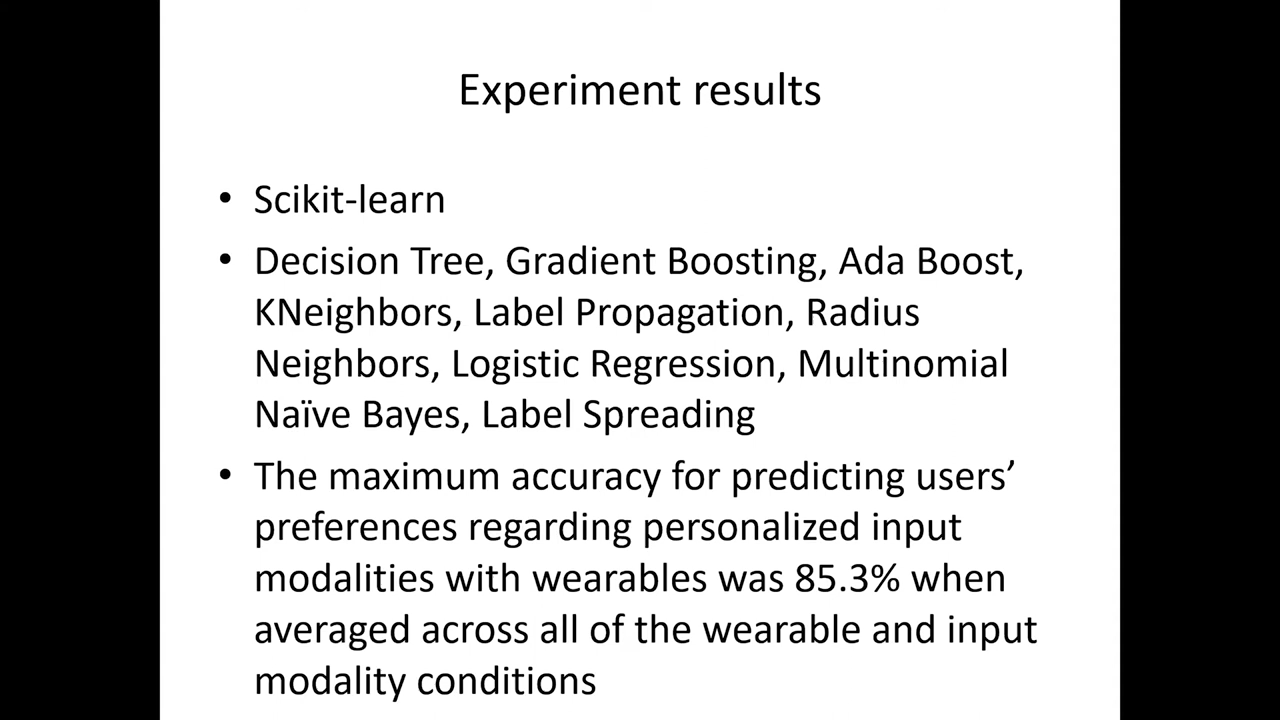 Experiment results
• Scikit-learn
• Decision Tree, Gradient Boosting, Ada Boost,
KNeighbors, Label Propagation, Radius
Neighbors, Logistic Regression, Multinomial
Naïve Bayes, Label Spreading
• The maximum accuracy for predicting users’
preferences regarding personalized input
modalities with wearables was 85.3% when
averaged across all of the wearable and input
modality conditions